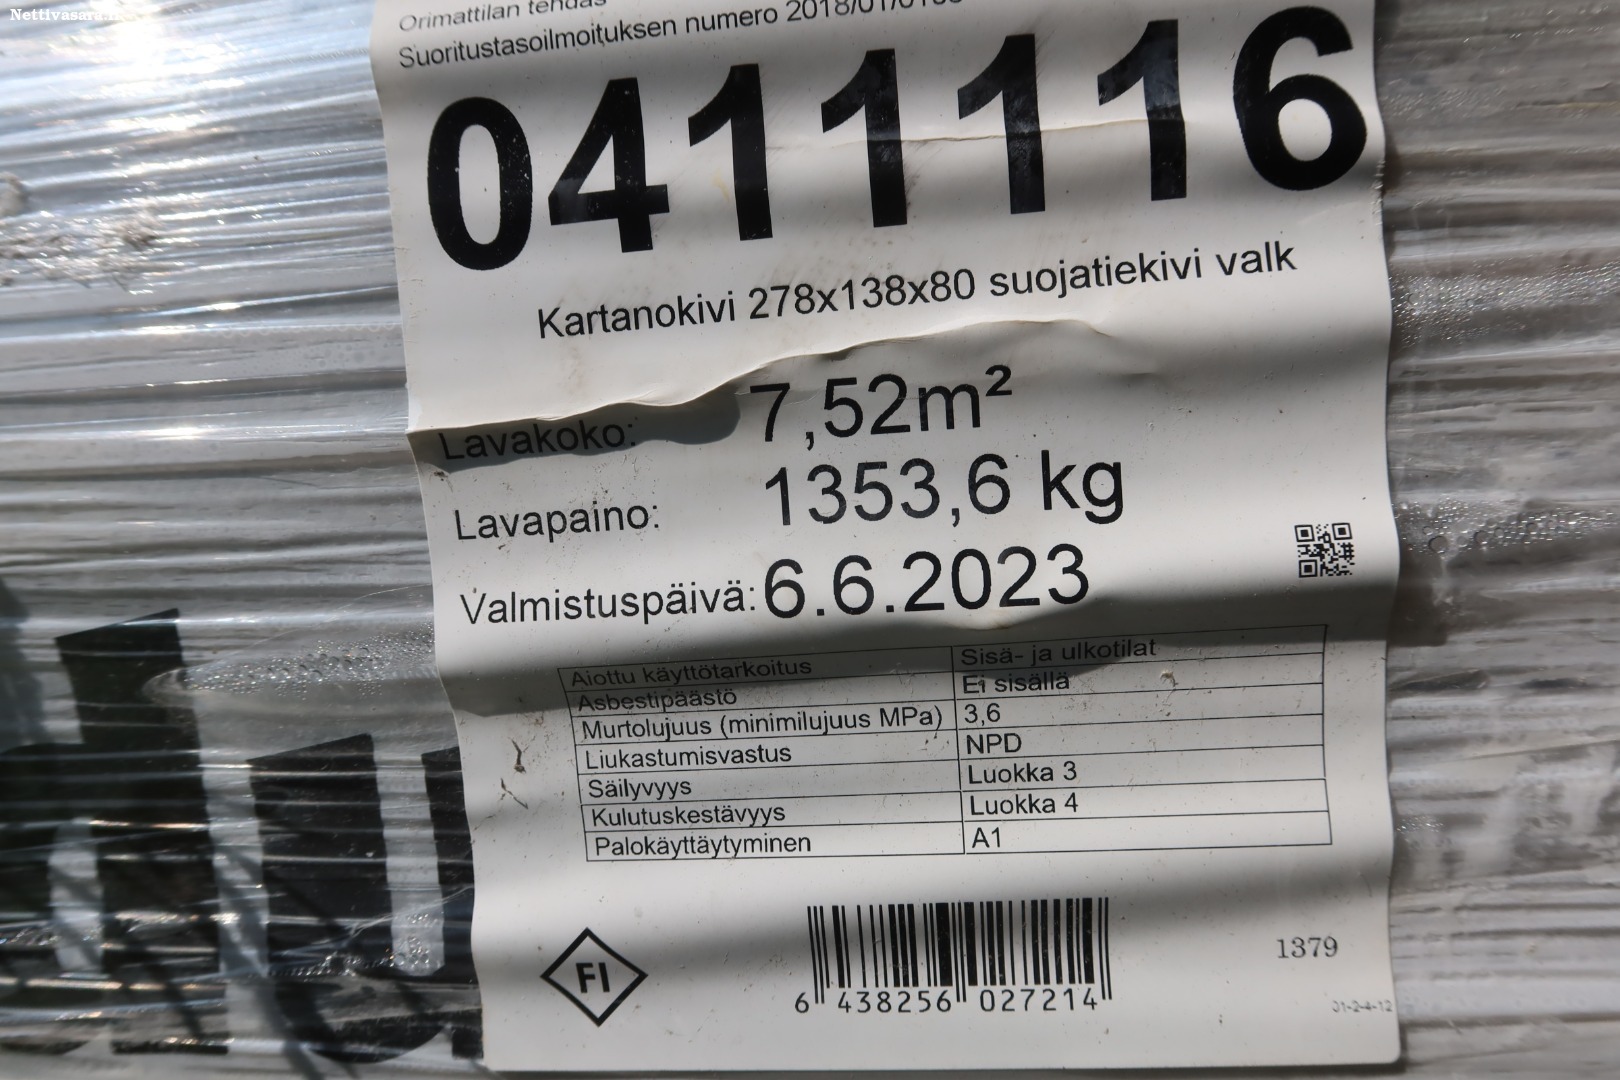 Nettivasara.fi
Orimattilan tehdas
Suoritustasoilmoituksen numero
0411116
Kartanokivi 278x138x80 suojatiekivi valk
Lavakoko: 7,52m²
Lavapaino: 1353,6 kg
Valmistuspäivä: 6.6.2023
Aiottu käyttötarkoitus Sisä- ja ulkotilat
Asbestipäästö Ei sisällä
Murtolujuus (minimilujuus MPa) 3,6
Liukastumisvastus NPD
Säilyvyys Luokka 3
Kulutuskestävyys Luokka 4
Palokäyttäytyminen A1
FI
6 438256 027214
1379